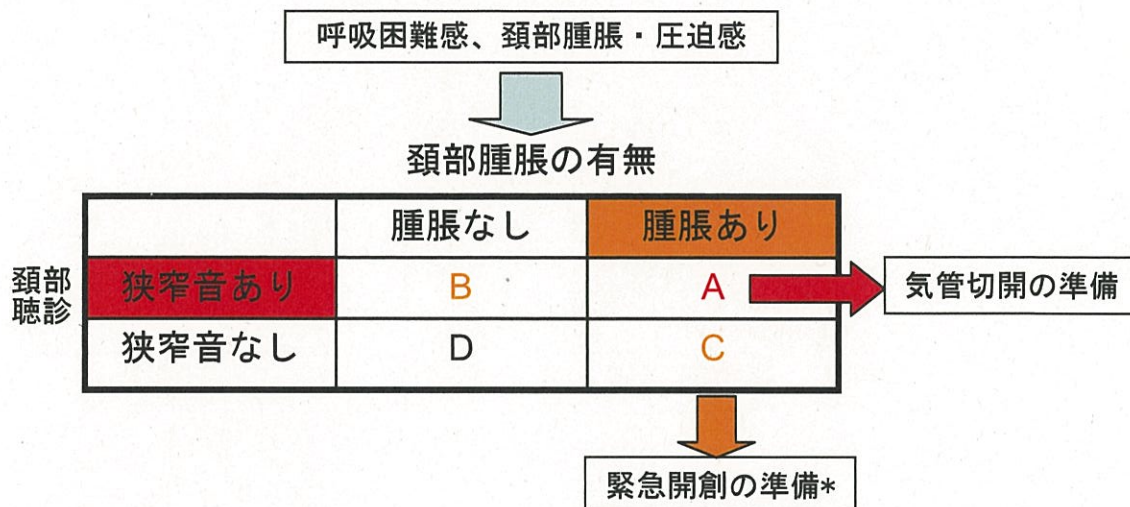 呼吸困難感、頚部腫脹・圧迫感
頚部腫脹の有無
腫脹なし 腫脹あり
頚部
聴診
狭窄音あり B A 気管切開の準備
狭窄音なし D C
緊急開創の準備*